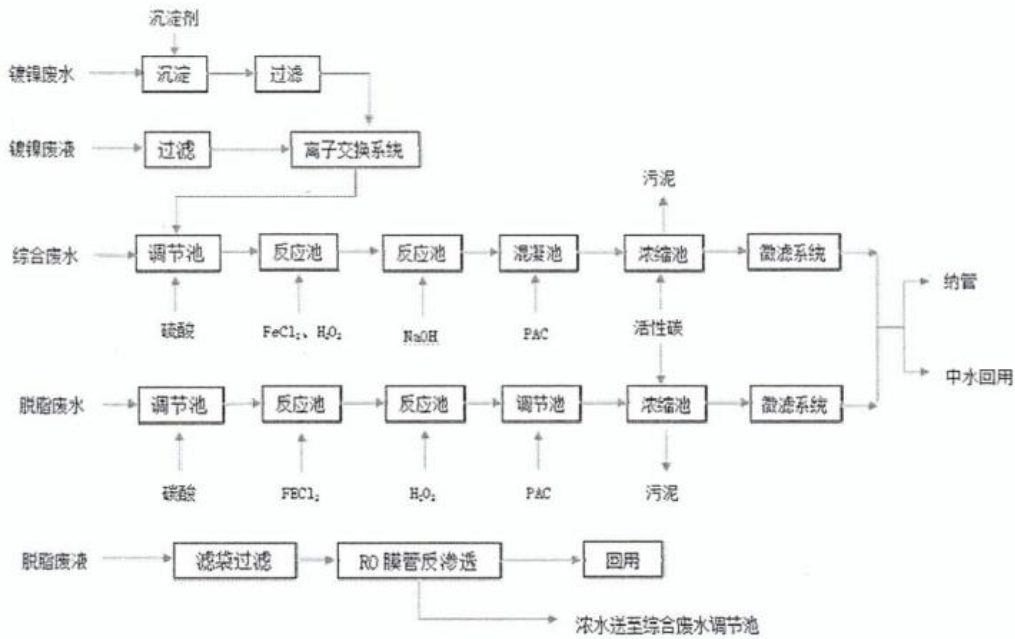 沉淀剂
镀镍废水
沉淀
过滤
镀镍废液
过滤
离子交换系统
污泥
综合废水
调节池
反应池
反应池
混凝池
浓缩池
微滤系统
纳管
硫酸
FeCl₂、H₂O₂
NaOH
PAC
活性碳
中水回用
脱脂废水
调节池
反应池
反应池
调节池
浓缩池
微滤系统
碳酸
FECl₂
H₂O₂
PAC
污泥
脱脂废液
滤袋过滤
RO 膜管反渗透
回用
浓水送至综合废水调节池